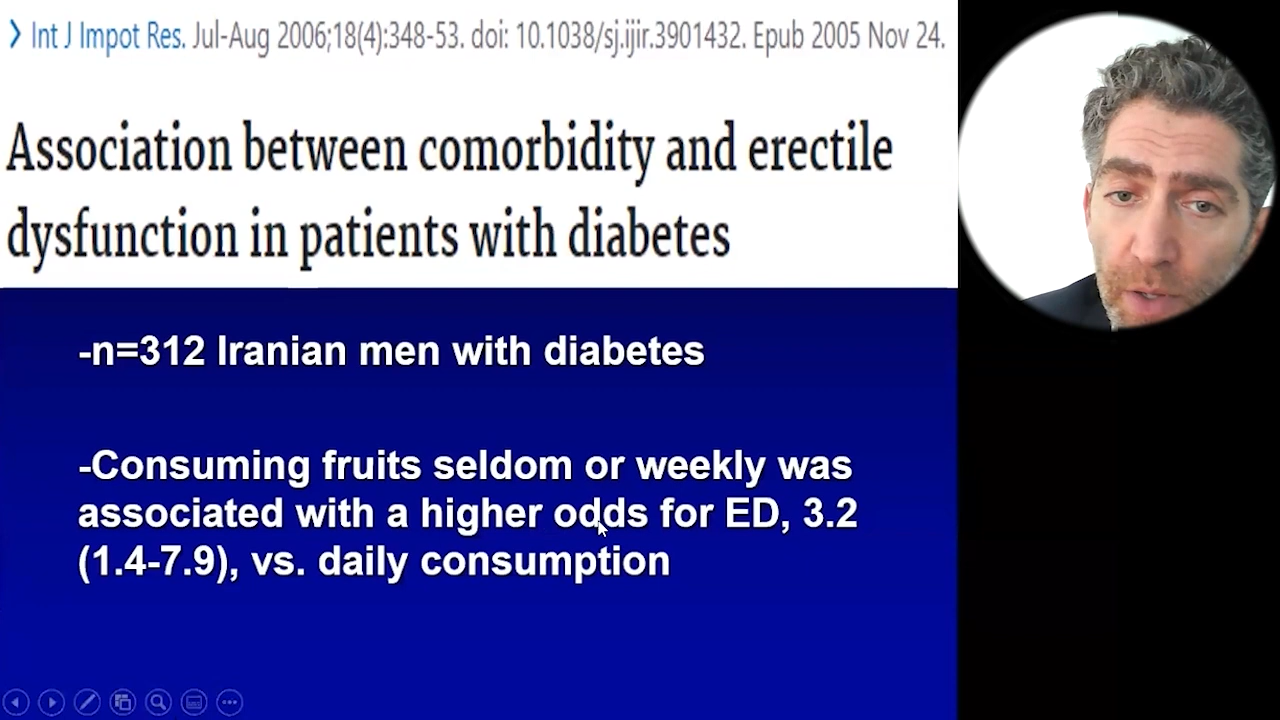 Int J Impot Res. Jul-Aug 2006;18(4):348-53. doi: 10.1038/sj.ijir.3901432. Epub 2005 Nov 24.
Association between comorbidity and erectile
dysfunction in patients with diabetes
-n=312 Iranian men with diabetes
-Consuming fruits seldom or weekly was
associated with a higher odds for ED, 3.2
(1.4-7.9), vs. daily consumption